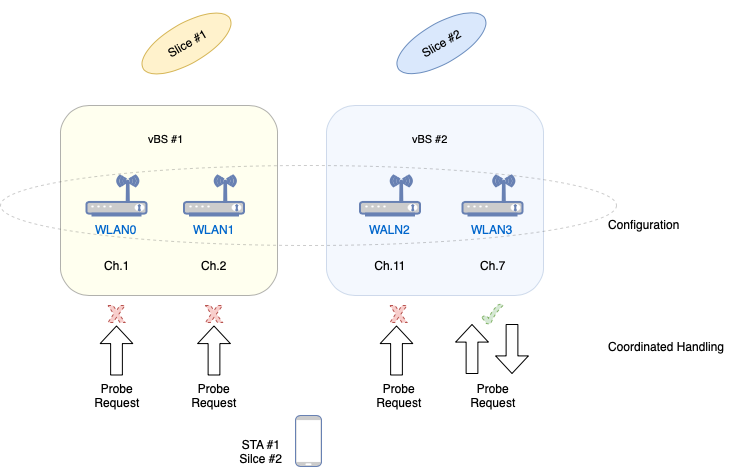 Slice #1
Slice #2
vBS #1
vBS #2
WLAN0
WLAN1
WALN2
WLAN3
Configuration
Ch.1
Ch.2
Ch.11
Ch.7
Coordinated Handling
Probe
Request
Probe
Request
Probe
Request
Probe
Request
STA #1
Silce #2